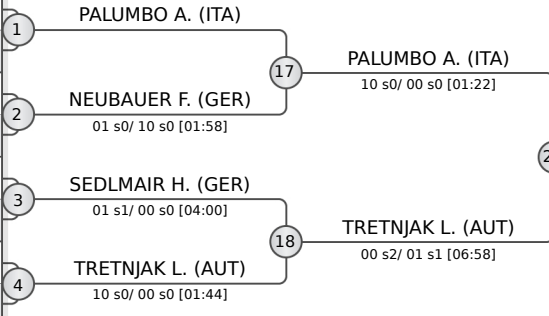 PALUMBO A. (ITA)
1
17
PALUMBO A. (ITA)
10 s0/ 00 s0 [01:22]
NEUBAUER F. (GER)
2
01 s0/ 10 s0 [01:58]
2
SEDLMAIR H. (GER)
3
01 s1/ 00 s0 [04:00]
18
TRETNJAK L. (AUT)
00 s2/ 01 s1 [06:58]
TRETNJAK L. (AUT)
4
10 s0/ 00 s0 [01:44]